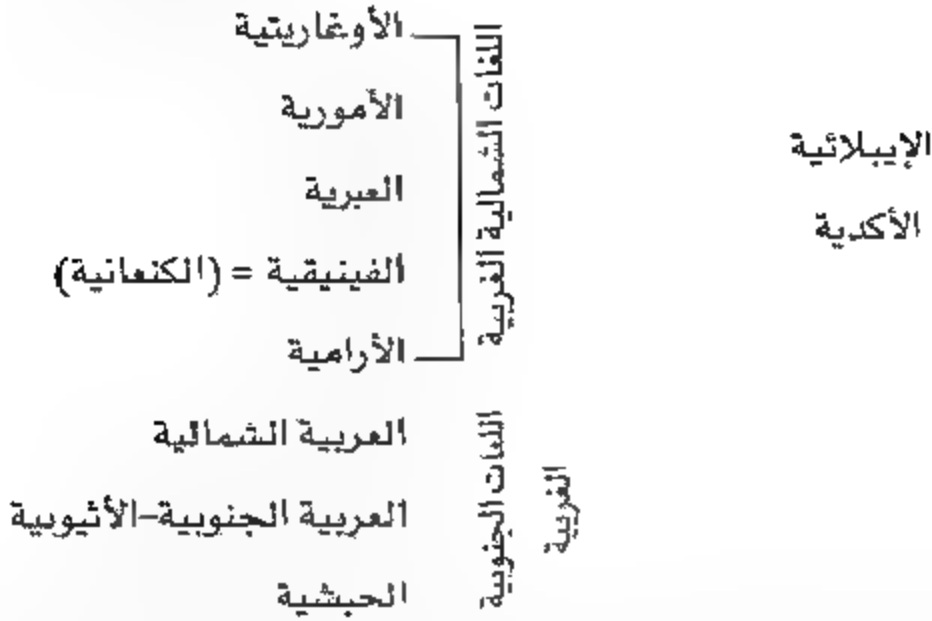 الإيبلائية
الأكدية
اللغات الشمالية الغربية
الأوغاريتية
الأمورية
العبرية
الفينيقية = (الكنعانية)
الأرامية
اللغات الجنوبية
الغربية
العربية الشمالية
العربية الجنوبية-الأثيوبية
الحبشية